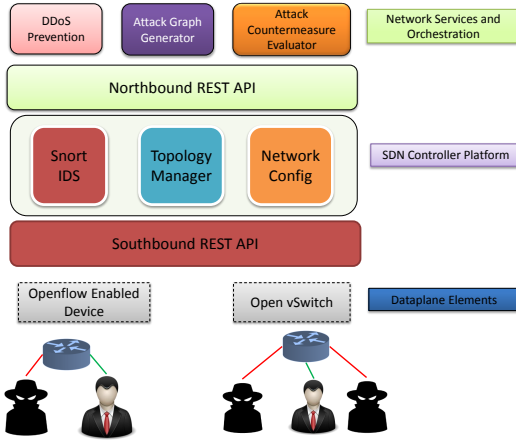 DDoS
Prevention
Attack Graph
Generator
Attack
Countermeasure
Evaluator
Network Services and
Orchestration
Northbound REST API
Snort
IDS
Topology
Manager
Network
Config
SDN Controller Platform
Southbound REST API
Openflow Enabled
Device
Open vSwitch
Dataplane Elements